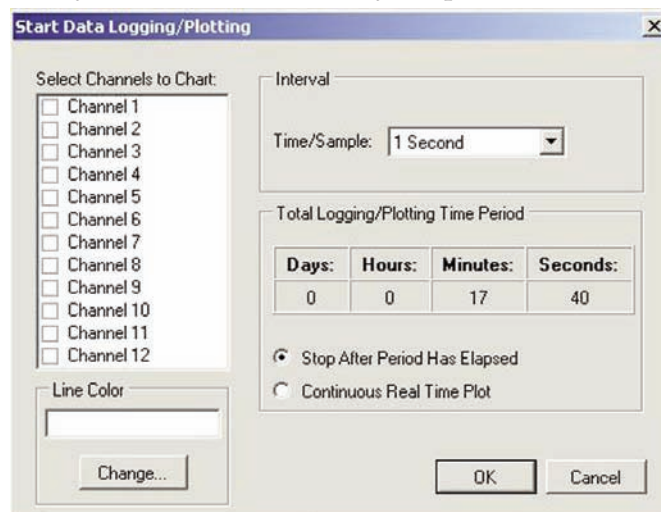 Start Data Logging/Plotting
Select Channels to Chart:
Channel 1
Channel 2
Channel 3
Channel 4
Channel 5
Channel 6
Channel 7
Channel 8
Channel 9
Channel 10
Channel 11
Channel 12
Line Color
Change...
Interval
Time/Sample: 1 Second
Total Logging/Plotting Time Period
Days: Hours: Minutes: Seconds:
0 0 17 40
Stop After Period Has Elapsed
Continuous Real Time Plot
OK Cancel